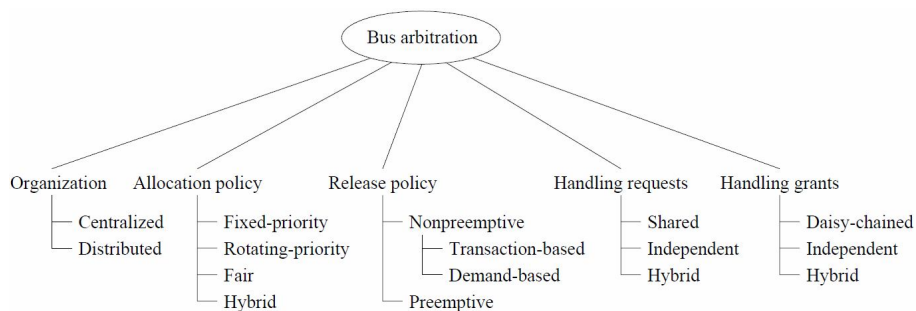 Bus arbitration
Organization
Centralized
Distributed
Allocation policy
Fixed-priority
Rotating-priority
Fair
Hybrid
Release policy
Nonpreemptive
Transaction-based
Demand-based
Preemptive
Handling requests
Shared
Independent
Hybrid
Handling grants
Daisy-chained
Independent
Hybrid